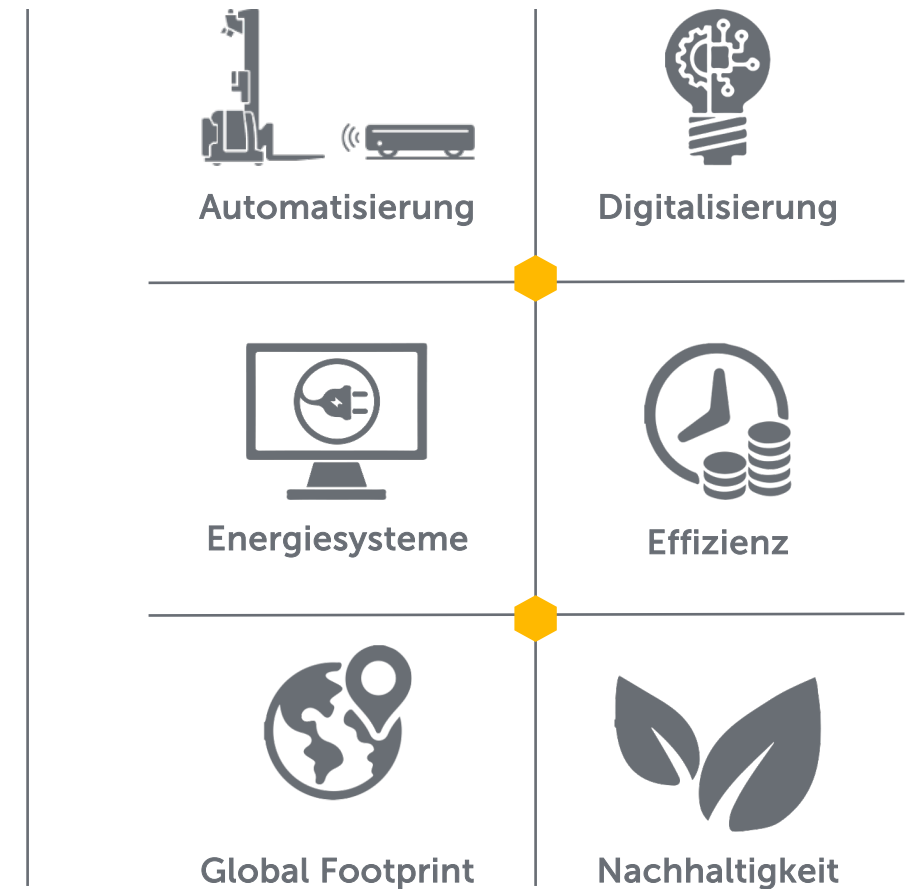 Automatisierung
Digitalisierung
Energiesysteme
Effizienz
Global Footprint
Nachhaltigkeit